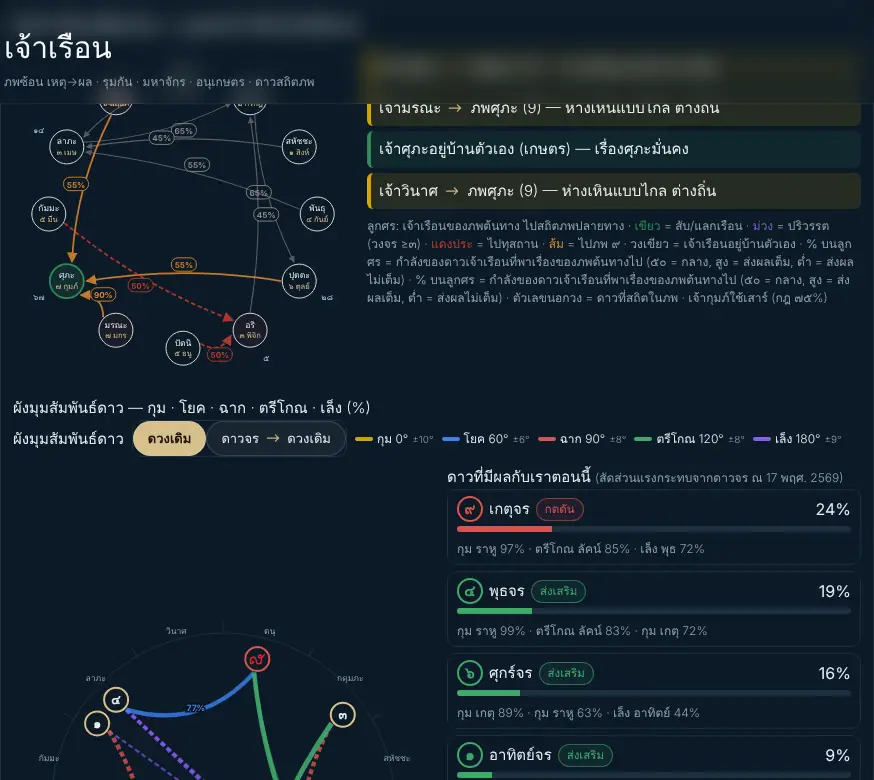 เจ้าเรือน
ภพซ้อน เหตุ→ผล · รุมกัน · มหาจักร · อนุเกษตร · ดาวสถิตภพ
เจ้ามรณะ → ภพศุภะ (9) — ห่างเหินแบบไกล ต่างถิ่น
เจ้าศุภะอยู่บ้านตัวเอง (เกษตร) — เรื่องศุภะมั่นคง
เจ้าวินาศ → ภพศุภะ (9) — ห่างเหินแบบไกล ต่างถิ่น
ลูกศร: เจ้าเรือนของภพต้นทาง ไปสถิตภพปลายทาง · เขียว = สับ/แลกเรือน · ม่วง = ปริวรรต
(วงจร ≥๓) · แดงประ = ไปทุสถาน · ส้ม = ไปภพ ๙ · วงเขียว = เจ้าเรือนอยู่บ้านตัวเอง · % บนลูก
ศร = กำลังของดาวเจ้าเรือนที่พาเรื่องของภพต้นทางไป (๕๐ = กลาง, สูง = ส่งผลเต็ม, ต่ำ = ส่งผล
ไม่เต็ม) · % บนลูกศร = กำลังของดาวเจ้าเรือนที่พาเรื่องของภพต้นทางไป (๕๐ = กลาง, สูง = ส่ง
ผลเต็ม, ต่ำ = ส่งผลไม่เต็ม) · ตัวเลขนอกวง = ดาวที่สถิตในภพ · เจ้ากุมภ์ใช้เสาร์ (กฎ ๗๕%)
๑๔
ลาภะ
๓ เมษ
65%
45%
สหัชชะ
๑ สิงห์
55%
55%
65%
กัมมะ
๕ มีน
45%
พันธุ
๔ กันย์
55%
ศุภะ
๗ กุมภ์
50%
ปุตตะ
๖ ตุลย์
๖๗
90%
๒๘
มรณะ
๗ มกร
อริ
๓ พิจิก
ปัตนิ
๕ ธนู
50%
๕
ผังมุมสัมพันธ์ดาว — กุม · โยค · ฉาก · ตรีโกณ · เล็ง (%)
ผังมุมสัมพันธ์ดาว ดวงเดิม ดาวจร → ดวงเดิม กุม 0° ±10° โยค 60° ±6° ฉาก 90° ±8° ตรีโกณ 120° ±8° เล็ง 180° ±9°
ดาวที่มีผลกับเราตอนนี้ (สัดส่วนแรงกระทบจากดาวจร ณ 17 พฤศ. 2569)
๙ เกตุจร กดดัน 24%
กุม ราหู 97% · ตรีโกณ ลัคน์ 85% · เล็ง พุธ 72%
๔ พุธจร ส่งเสริม 19%
กุม ราหู 99% · ตรีโกณ ลัคน์ 83% · กุม เกตุ 72%
๖ ศุกร์จร ส่งเสริม 16%
กุม เกตุ 89% · กุม ราหู 63% · เล็ง อาทิตย์ 44%
๑ อาทิตย์จร ส่งเสริม 9%
วินาศ
ตนุ
ลาภะ
กดุมภะ
๔
77%
๓
๑
กัมมะ
สหัชชะ